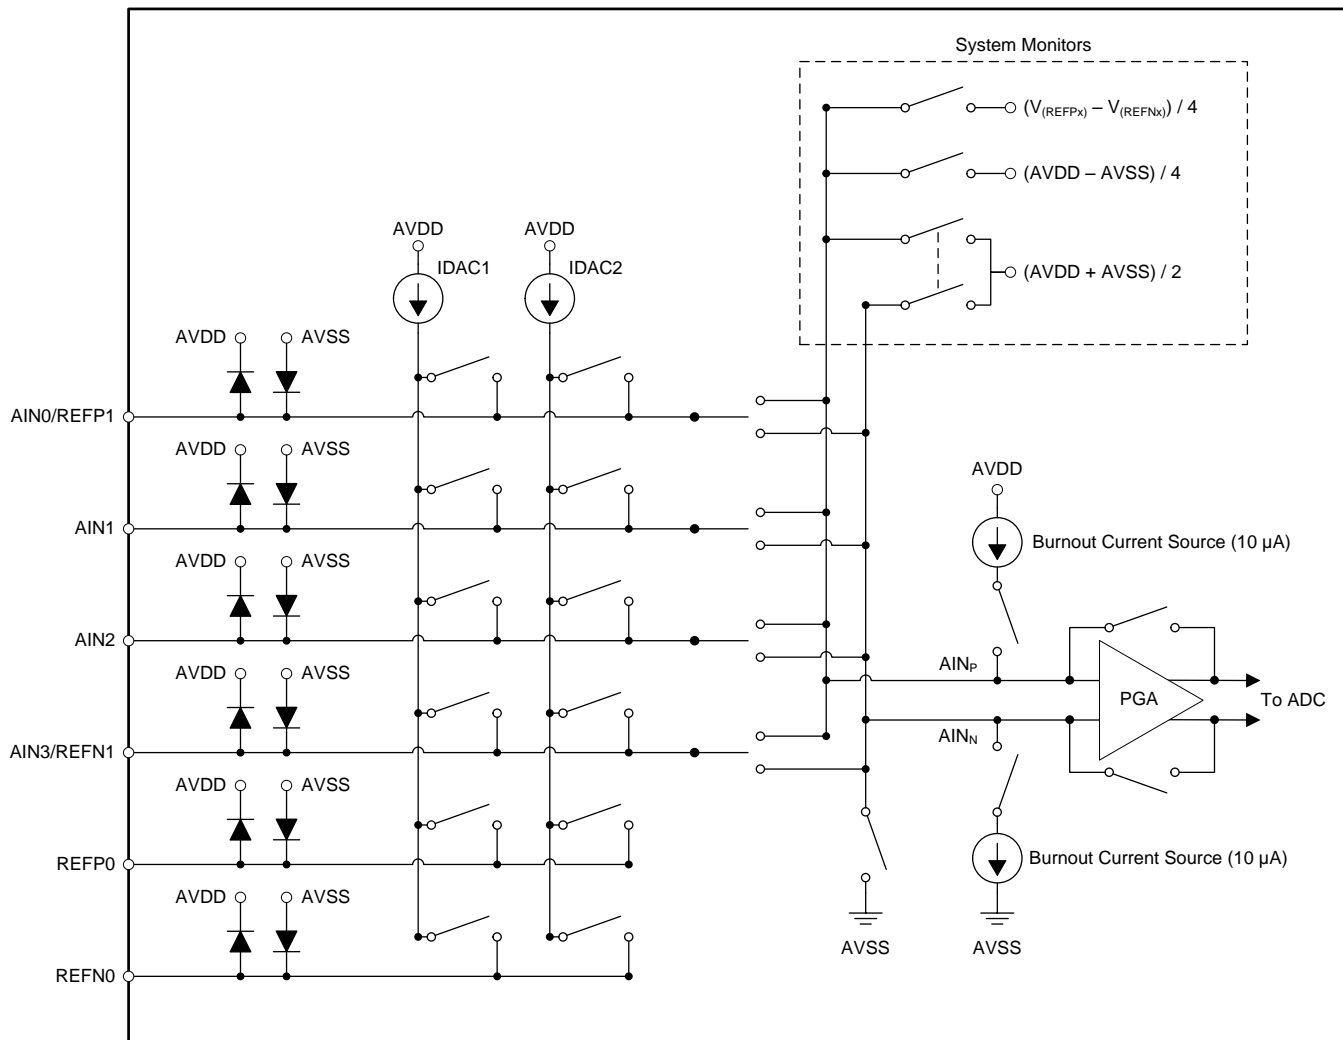 System Monitors
(V(REFPx) – V(REFNx)) / 4
(AVDD – AVSS) / 4
(AVDD + AVSS) / 2
AVDD
AVDD
IDAC1
IDAC2
AVDD
AVSS
AIN0/REFP1
AVDD
AVSS
AIN1
AVDD
AVSS
AIN2
AVDD
AVSS
AIN3/REFN1
AVDD
AVSS
REFP0
AVDD
AVSS
REFN0
AVDD
Burnout Current Source (10 µA)
AINP
PGA
To ADC
AINN
Burnout Current Source (10 µA)
AVSS
AVSS